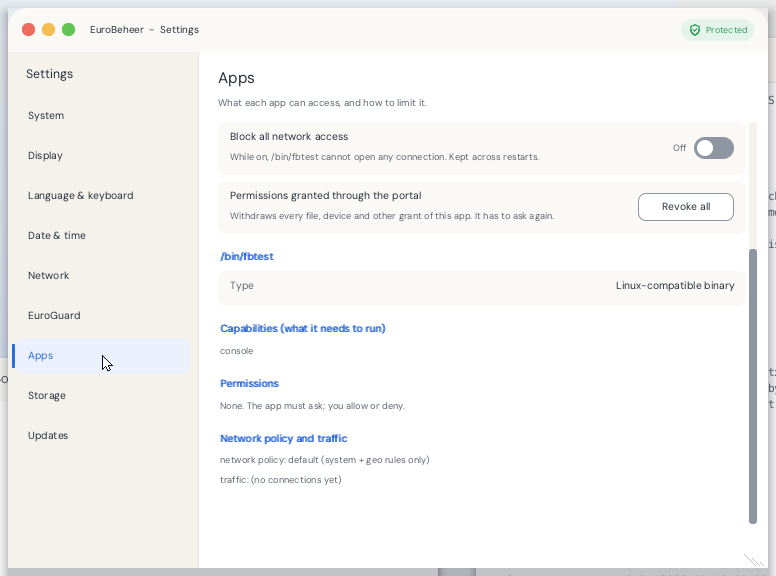 EuroBeheer - Settings
Protected
Settings
System
Display
Language & keyboard
Date & time
Network
EuroGuard
Apps
Storage
Updates
Apps
What each app can access, and how to limit it.
Block all network access
While on, /bin/fbtest cannot open any connection. Kept across restarts.
Off
Permissions granted through the portal
Withdraws every file, device and other grant of this app. It has to ask again.
Revoke all
/bin/fbtest
Type
Linux-compatible binary
Capabilities (what it needs to run)
console
Permissions
None. The app must ask; you allow or deny.
Network policy and traffic
network policy: default (system + geo rules only)
traffic: (no connections yet)